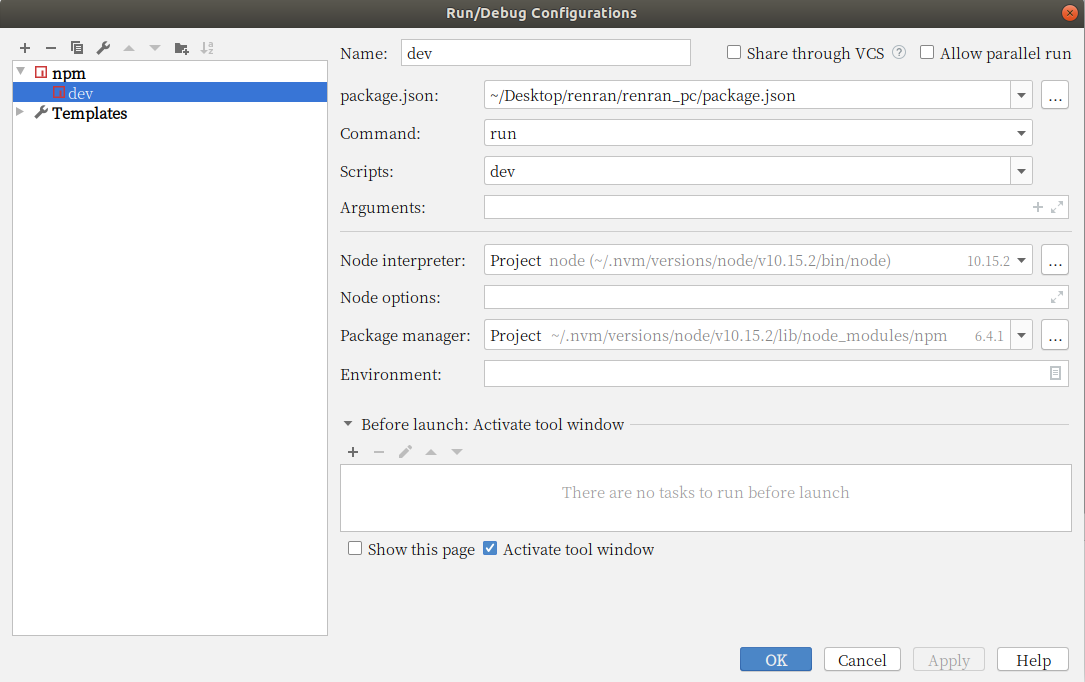 Run/Debug Configurations
npm
dev
Templates
Name: dev
Share through VCS ?
Allow parallel run
package.json: ~/Desktop/renran/renran_pc/package.json ...
Command: run
Scripts: dev
Arguments:
Node interpreter: Project node (~/.nvm/versions/node/v10.15.2/bin/node) 10.15.2 ...
Node options:
Package manager: Project ~/.nvm/versions/node/v10.15.2/lib/node_modules/npm 6.4.1 ...
Environment:
Before launch: Activate tool window
There are no tasks to run before launch
Show this page Activate tool window
OK Cancel Apply Help